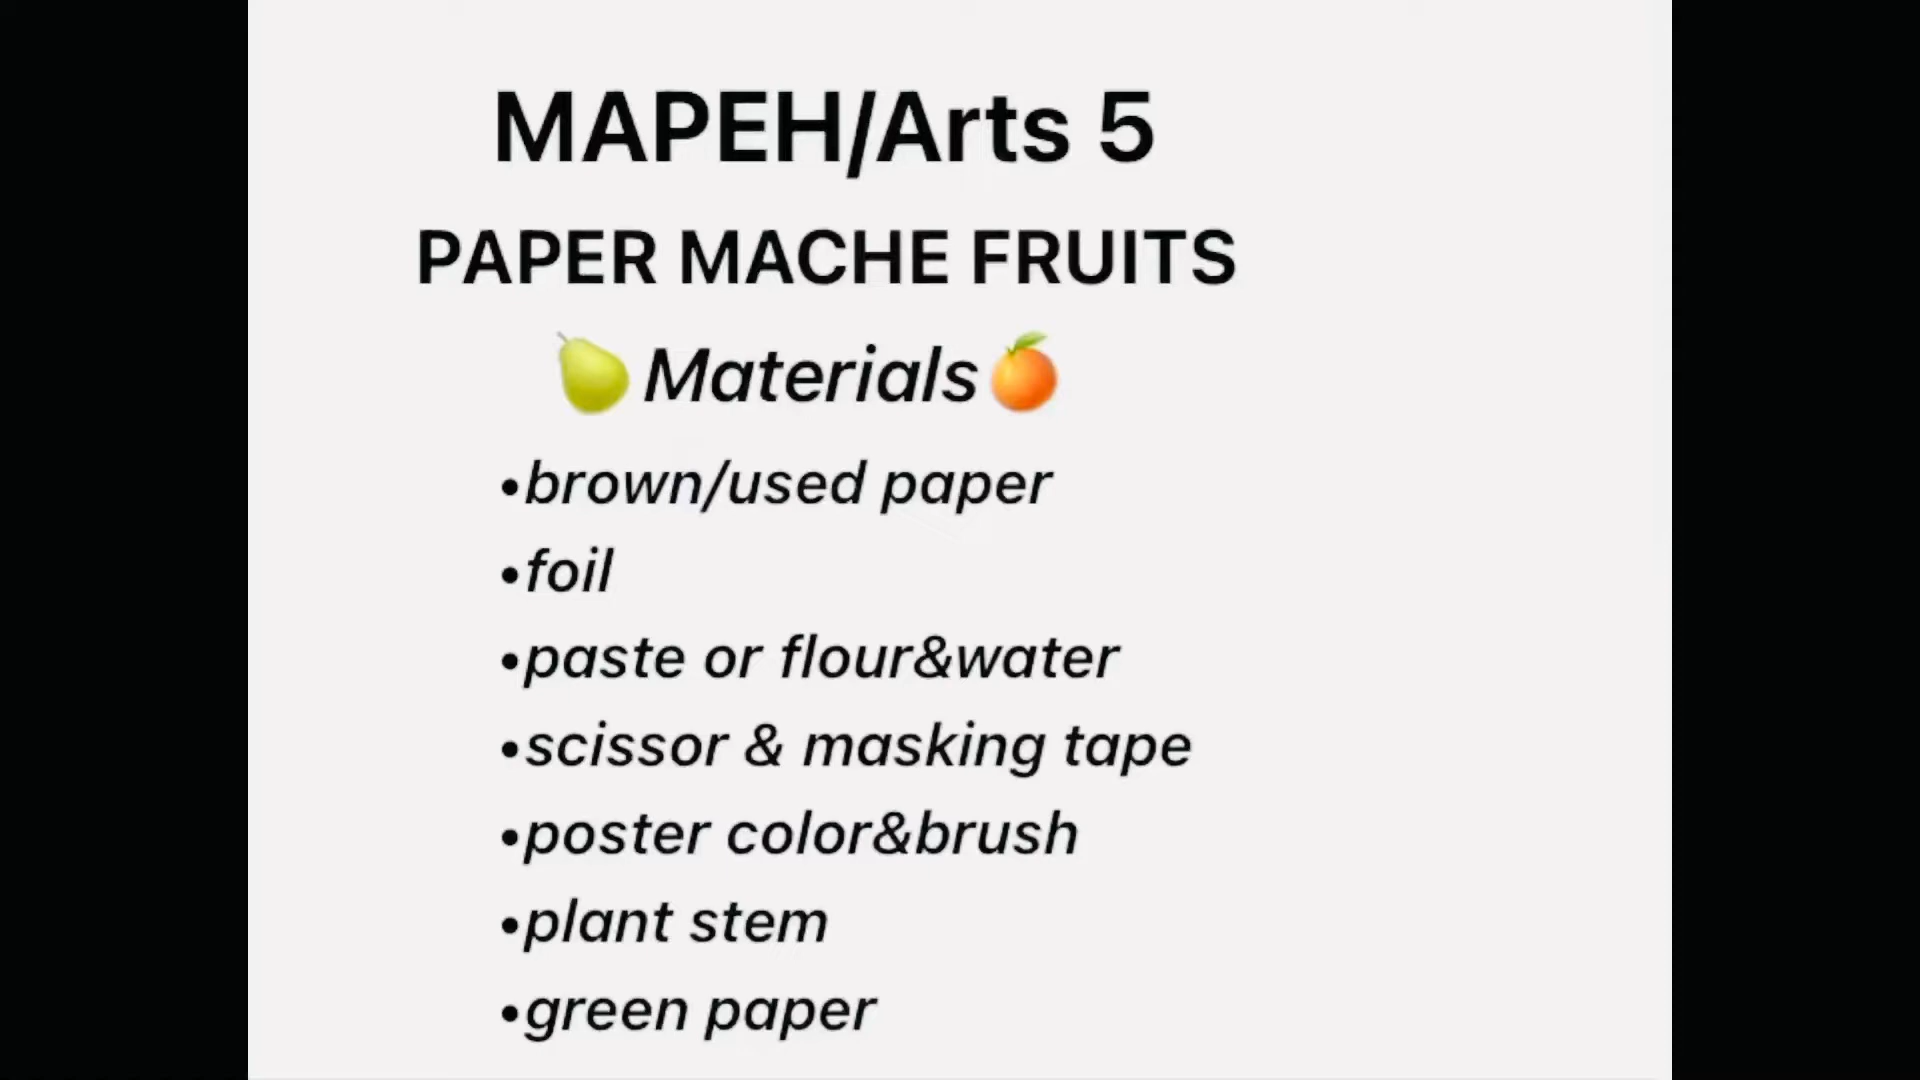 MAPEH/Arts 5
PAPER MACHE FRUITS
🍐Materials🍊
•brown/used paper
•foil
•paste or flour&water
•scissor & masking tape
•poster color&brush
•plant stem
•green paper